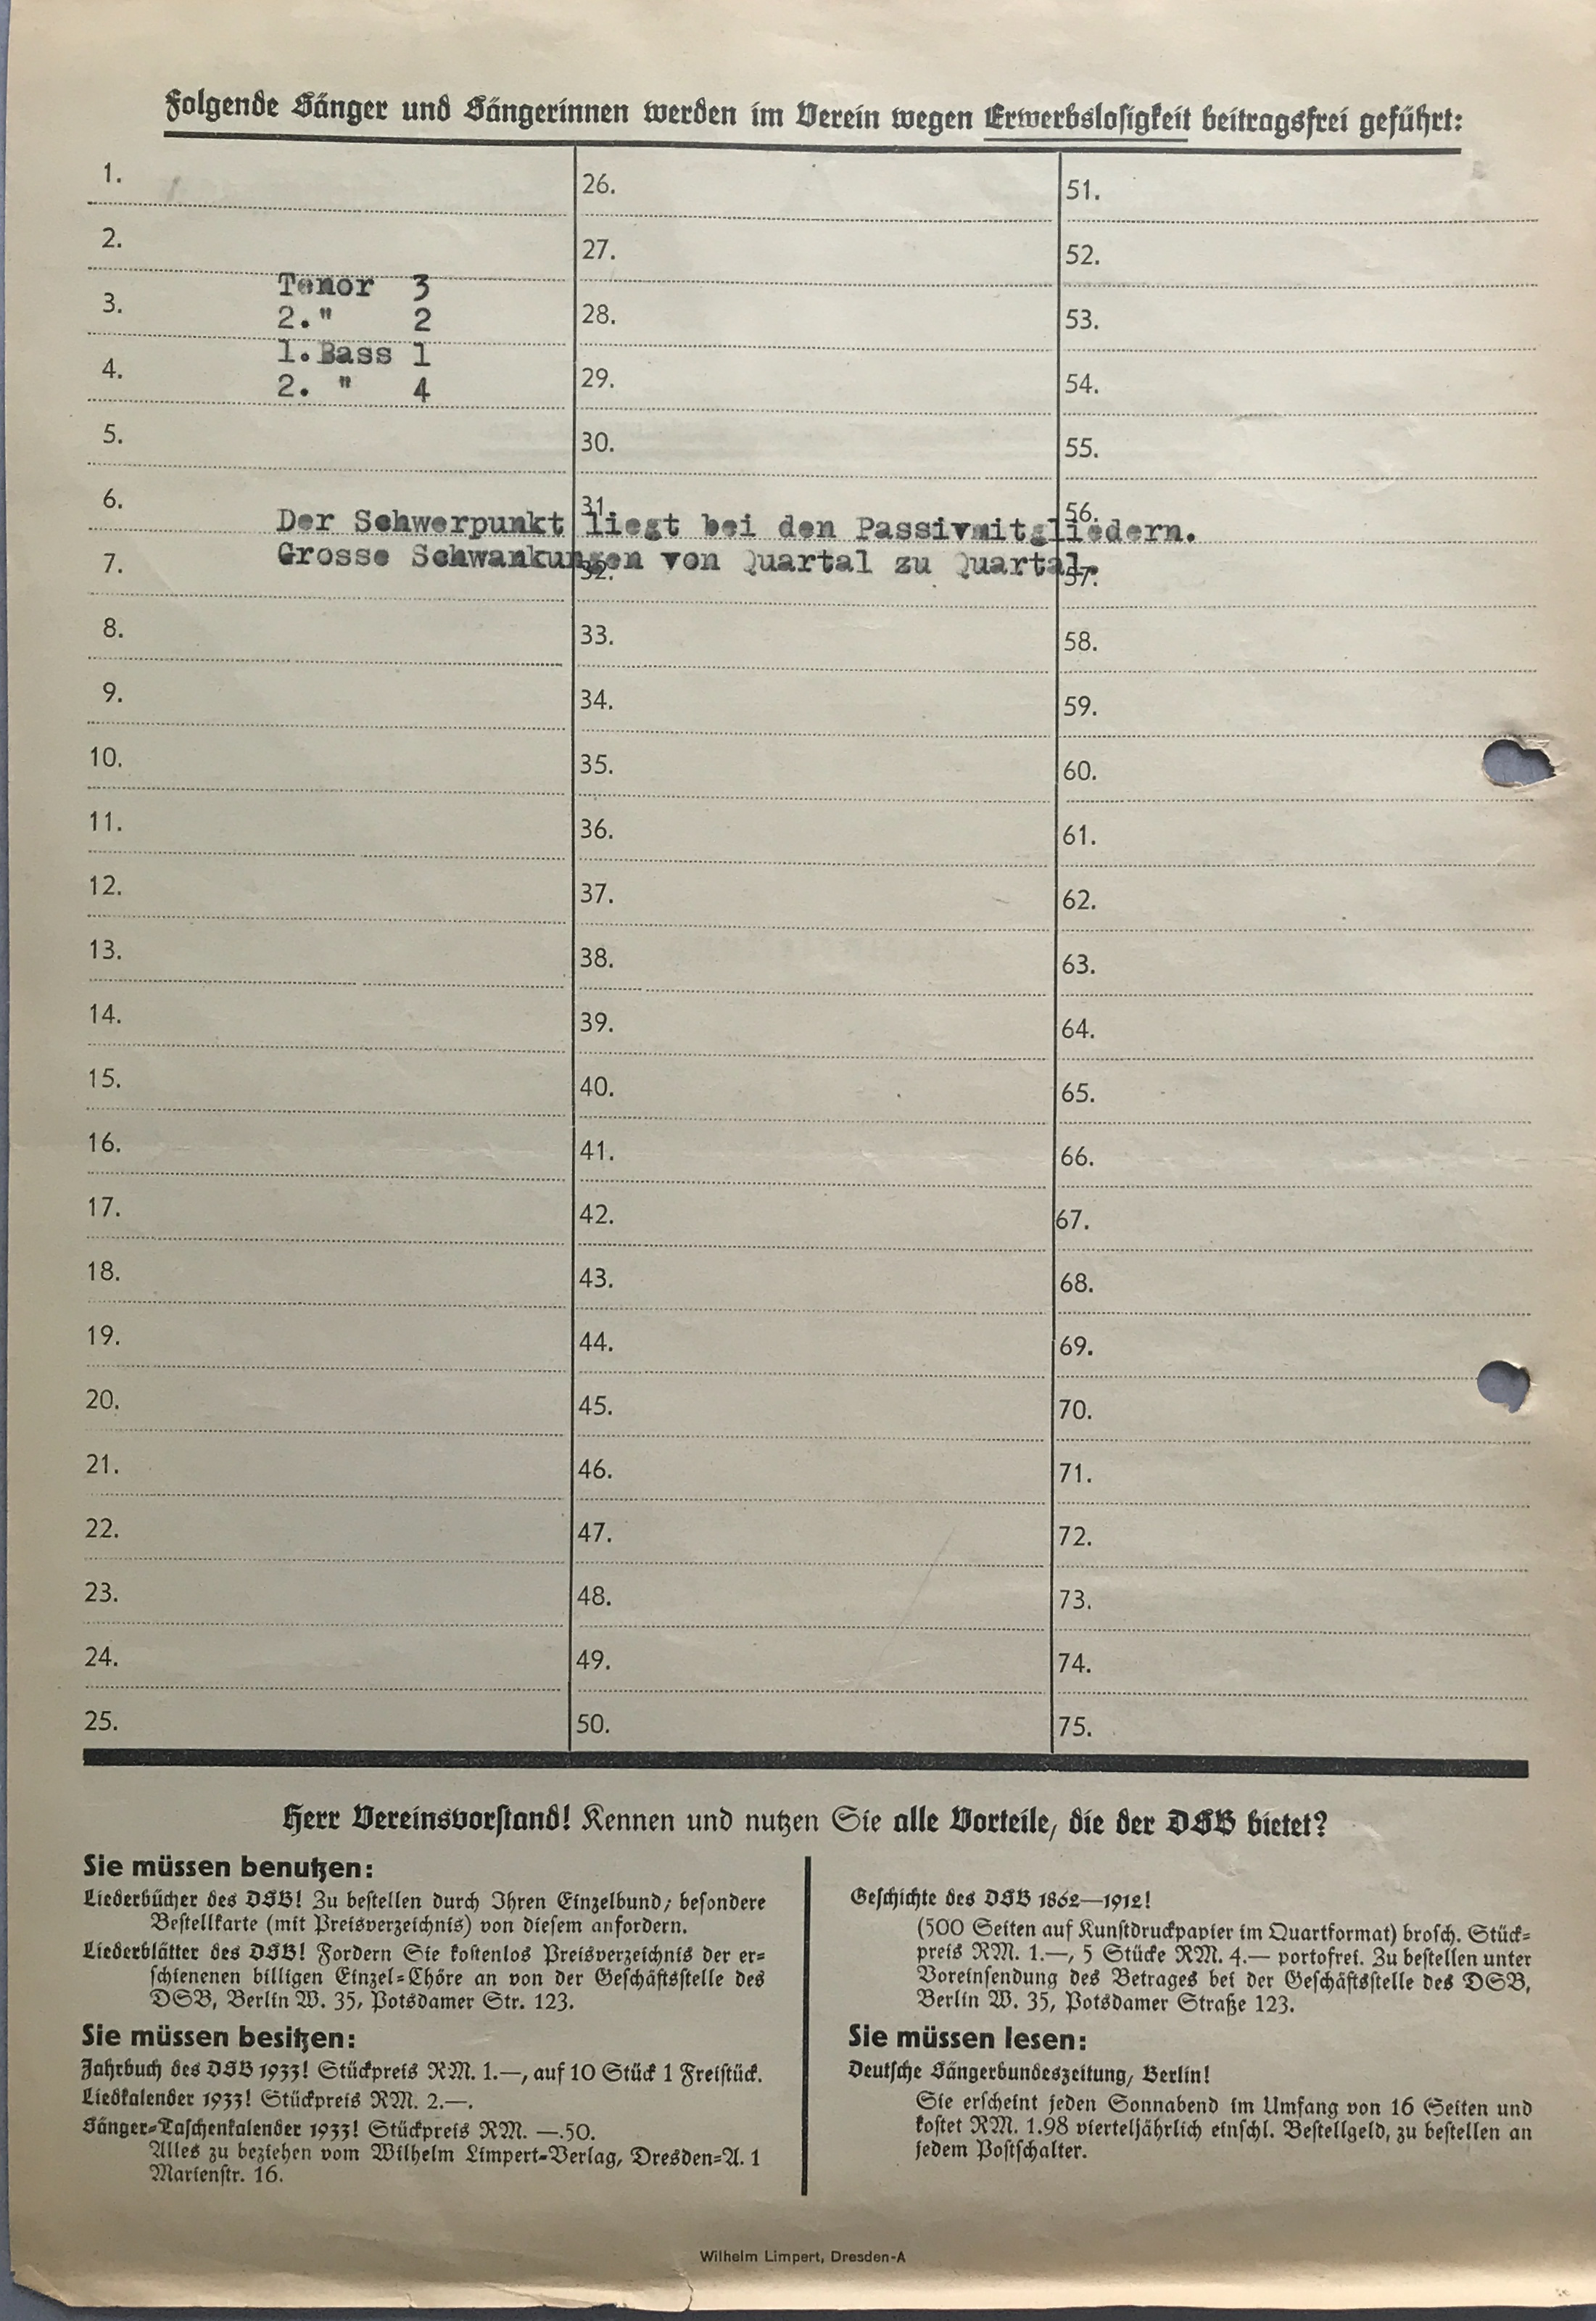 Folgende Sänger und Sängerinnen werden im Verein wegen Erwerbslosigkeit beitragsfrei geführt:
1.
2.
3.
4.
5.
6.
7.
8.
9.
10.
11.
12.
13.
14.
15.
16.
17.
18.
19.
20.
21.
22.
23.
24.
25.
Tenor 3
2." 2
1.Bass 1
2. " 4
Der Schwerpunkt liegt bei den Passivmitgliedern.
Grosse Schwankungen von Quartal zu Quartal.
26.
27.
28.
29.
30.
31.
32.
33.
34.
35.
36.
37.
38.
39.
40.
41.
42.
43.
44.
45.
46.
47.
48.
49.
50.
51.
52.
53.
54.
55.
56.
57.
58.
59.
60.
61.
62.
63.
64.
65.
66.
67.
68.
69.
70.
71.
72.
73.
74.
75.
Herr Vereinsvorstand! Kennen und nutzen Sie alle Vorteile, die der DSB bietet?
Sie müssen benutzen:
Liederbücher des DSB! Zu bestellen durch Ihren Einzelbund; besondere
Bestellkarte (mit Preisverzeichnis) von diesem anfordern.
Liederblätter des DSB! Fordern Sie kostenlos Preisverzeichnis der er-
schienenen billigen Einzel-Chöre an von der Geschäftsstelle des
DSB, Berlin W. 35, Potsdamer Str. 123.
Sie müssen besitzen:
Jahrbuch des DSB 1933! Stückpreis RM. 1.—, auf 10 Stück 1 Freistück.
Liedkalender 1933! Stückpreis RM. 2.—.
Sänger-Taschenkalender 1933! Stückpreis RM. —.50.
Alles zu beziehen vom Wilhelm Limpert-Verlag, Dresden-A. 1
Marienstr. 16.
Geschichte des DSB 1862—1912!
(500 Seiten auf Kunstdruckpapier im Quartformat) brosch. Stück-
preis RM. 1.—, 5 Stücke RM. 4.— portofrei. Zu bestellen unter
Voreinsendung des Betrages bei der Geschäftsstelle des DSB,
Berlin W. 35, Potsdamer Straße 123.
Sie müssen lesen:
Deutsche Sängerbundeszeitung, Berlin!
Sie erscheint jeden Sonnabend im Umfang von 16 Seiten und
kostet RM. 1.98 vierteljährlich einschl. Bestellgeld, zu bestellen an
jedem Postschalter.
Wilhelm Limpert, Dresden-A